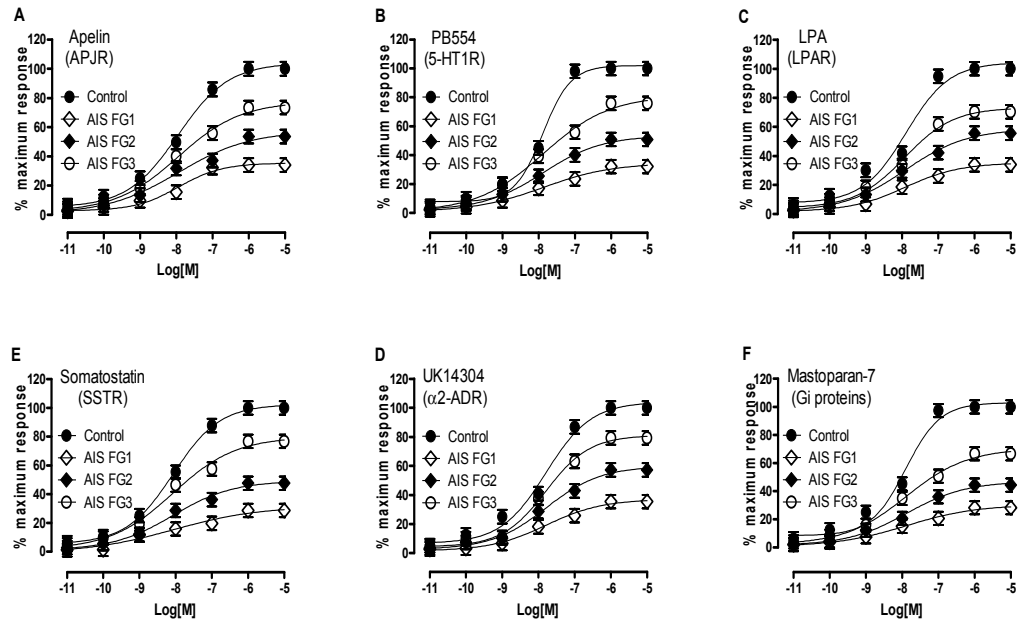 A
Apelin
(APJR)
120
100
80
60
40
20
0
% maximum response
Control
AIS FG1
AIS FG2
AIS FG3
-11 -10 -9 -8 -7 -6 -5
Log[M]
B
PB554
(5-HT1R)
120
100
80
60
40
20
0
% maximum response
Control
AIS FG1
AIS FG2
AIS FG3
-11 -10 -9 -8 -7 -6 -5
Log[M]
C
LPA
(LPAR)
120
100
80
60
40
20
0
% maximum response
Control
AIS FG1
AIS FG2
AIS FG3
-11 -10 -9 -8 -7 -6 -5
Log[M]
E
Somatostatin
(SSTR)
120
100
80
60
40
20
0
% maximum response
Control
AIS FG1
AIS FG2
AIS FG3
-11 -10 -9 -8 -7 -6 -5
Log[M]
D
UK14304
(α2-ADR)
120
100
80
60
40
20
0
% maximum response
Control
AIS FG1
AIS FG2
AIS FG3
-11 -10 -9 -8 -7 -6 -5
Log[M]
F
Mastoparan-7
(Gi proteins)
120
100
80
60
40
20
0
% maximum response
Control
AIS FG1
AIS FG2
AIS FG3
-11 -10 -9 -8 -7 -6 -5
Log[M]